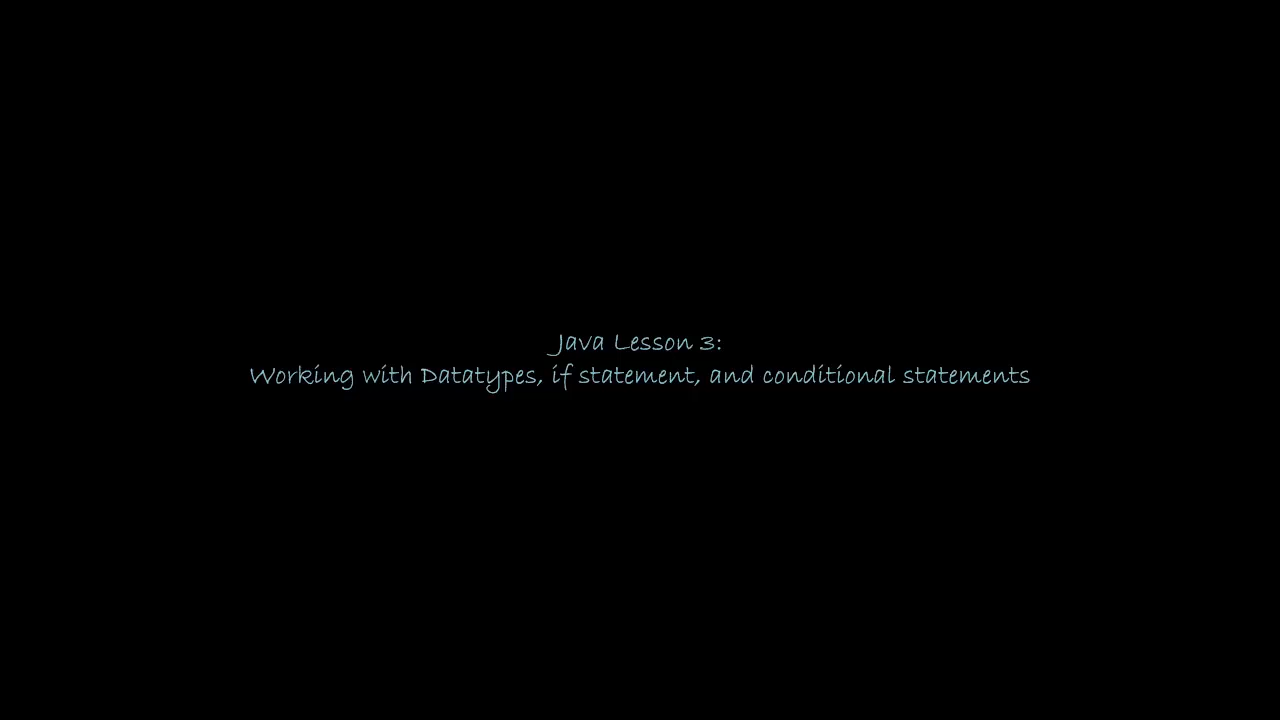 Java Lesson 3:
Working with Datatypes, if statement, and conditional statements